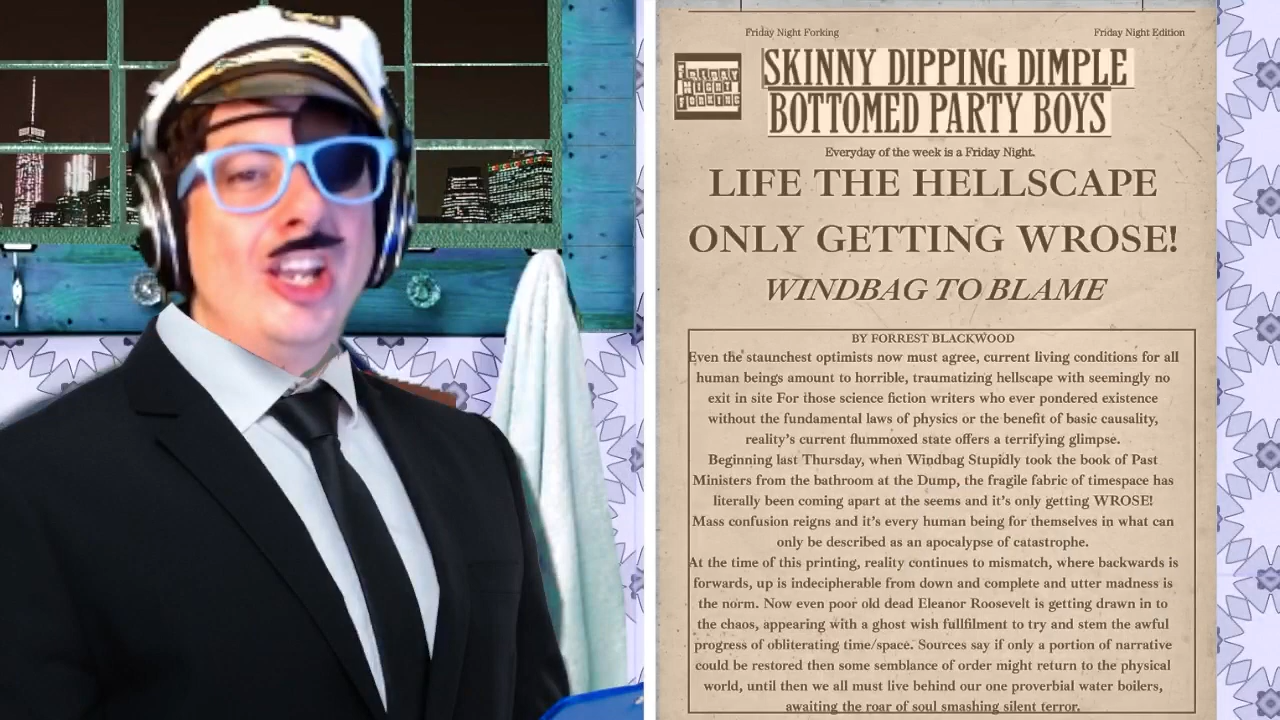 Friday Night Forking
Friday Night Edition
FRIDAY
NIGHT
FORKING
SKINNY DIPPING DIMPLE
BOTTOMED PARTY BOYS
Everyday of the week is a Friday Night.
LIFE THE HELLSCAPE
ONLY GETTING WROSE!
WINDBAG TO BLAME
BY FORREST BLACKWOOD
Even the staunchest optimists now must agree, current living conditions for all
human beings amount to horrible, traumatizing hellscape with seemingly no
exit in site For those science fiction writers who ever pondered existence
without the fundamental laws of physics or the benefit of basic causality,
reality's current flummoxed state offers a terrifying glimpse.
Beginning last Thursday, when Windbag Stupidly took the book of Past
Ministers from the bathroom at the Dump, the fragile fabric of timespace has
literally been coming apart at the seems and it's only getting WROSE!
Mass confusion reigns and it's every human being for themselves in what can
only be described as an apocalypse of catastrophe.
At the time of this printing, reality continues to mismatch, where backwards is
forwards, up is indecipherable from down and complete and utter madness is
the norm. Now even poor old dead Eleanor Roosevelt is getting drawn in to
the chaos, appearing with a ghost wish fullfilment to try and stem the awful
progress of obliterating time/space. Sources say if only a portion of narrative
could be restored then some semblance of order might return to the physical
world, until then we all must live behind our one proverbial water boilers,
awaiting the roar of soul smashing silent terror.